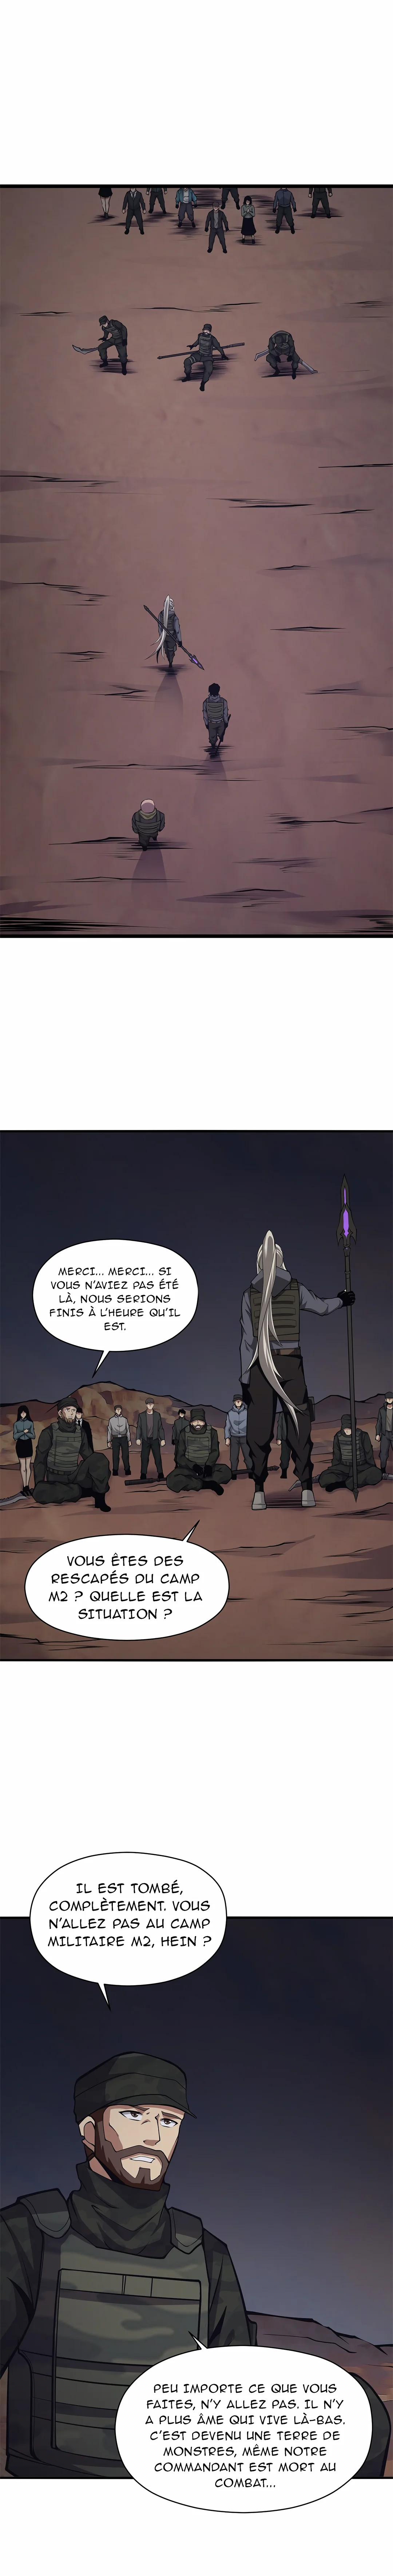 MERCI... MERCI... SI
VOUS N'AVIEZ PAS ÉTÉ
LÀ, NOUS SERIONS
FINIS À L'HEURE QU'IL
EST.
VOUS ÊTES DES
RESCAPÉS DU CAMP
M2 ? QUELLE EST LA
SITUATION ?
IL EST TOMBÉ,
COMPLÈTEMENT. VOUS
N'ALLEZ PAS AU CAMP
MILITAIRE M2, HEIN ?
PEU IMPORTE CE QUE VOUS
FAITES, N'Y ALLEZ PAS. IL N'Y
A PLUS ÂME QUI VIVE LÀ-BAS.
C'EST DEVENU UNE TERRE DE
MONSTRES, MÊME NOTRE
COMMANDANT EST MORT AU
COMBAT...